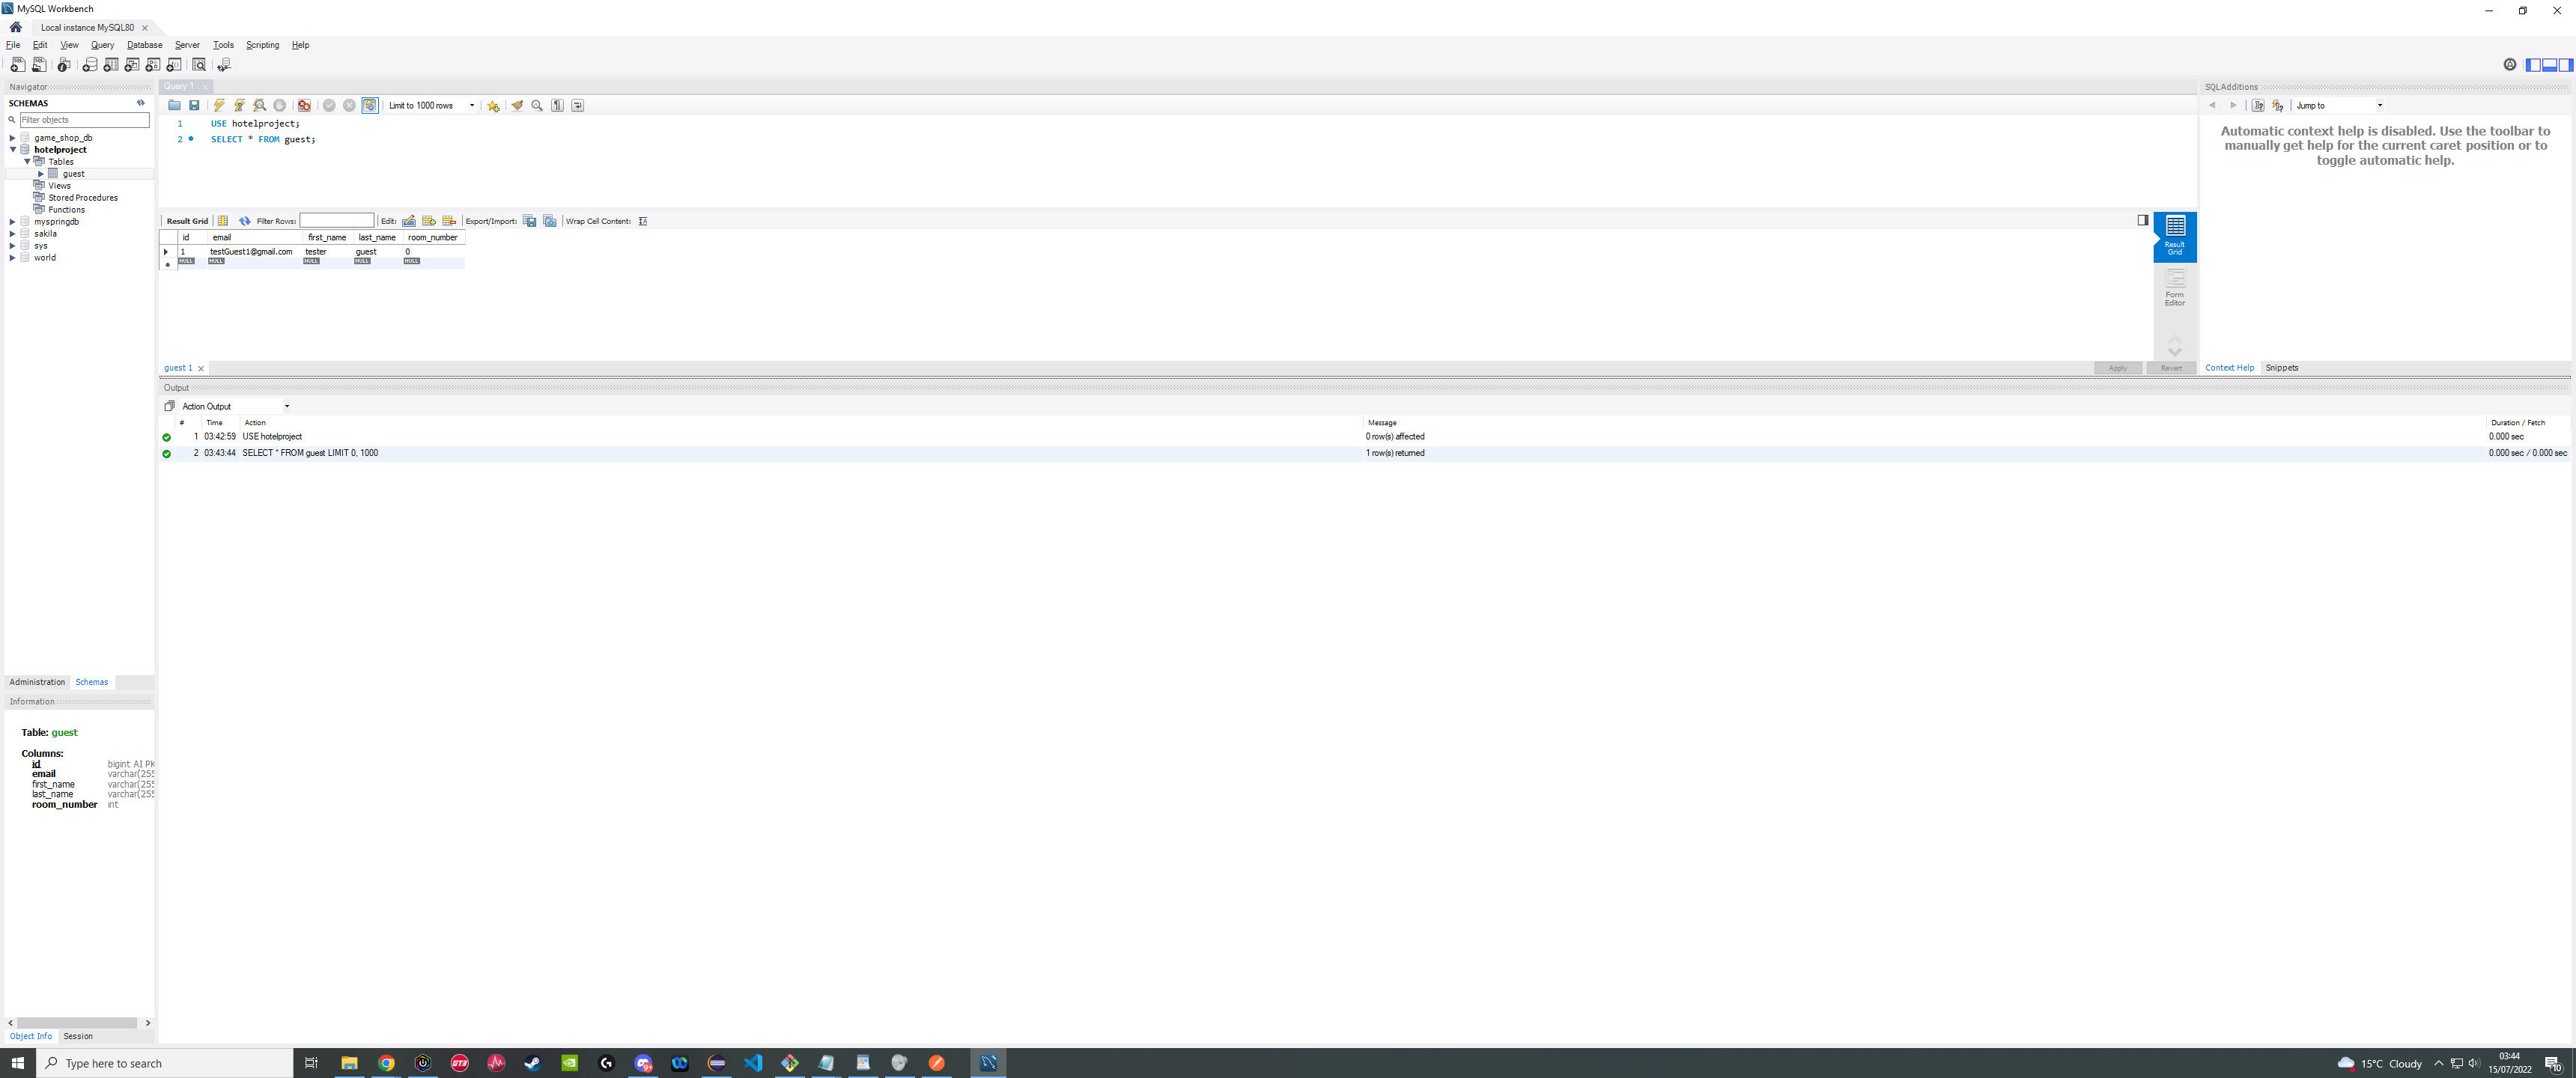 MySQL Workbench
Local instance MySQL80
File Edit View Query Database Server Tools Scripting Help
Navigator
SCHEMAS
Filter objects
game_shop_db
hotelproject
Tables
guest
Views
Stored Procedures
Functions
myspringdb
sakila
sys
world
Administration Schemas
Information
Table: guest
Columns:
id bigint AI PK
email varchar(255
first_name varchar(255
last_name varchar(255
room_number int
Object Info Session
Query 1
Limit to 1000 rows
1 USE hotelproject;
2 SELECT * FROM guest;
Result Grid Filter Rows: Edit: Export/Import: Wrap Cell Content:
id email first_name last_name room_number
1 testGuest1@gmail.com tester guest 0
NULL NULL NULL NULL NULL
Result Grid
Form Editor
guest 1
Apply Revert
Output
Action Output
# Time Action Message Duration / Fetch
1 03:42:59 USE hotelproject 0 row(s) affected 0.000 sec
2 03:43:44 SELECT * FROM guest LIMIT 0, 1000 1 row(s) returned 0.000 sec / 0.000 sec
SQLAdditions
Jump to
Automatic context help is disabled. Use the toolbar to
manually get help for the current caret position or to
toggle automatic help.
Context Help Snippets
Type here to search
GT3
9+
15°C Cloudy
03:44
15/07/2022
10